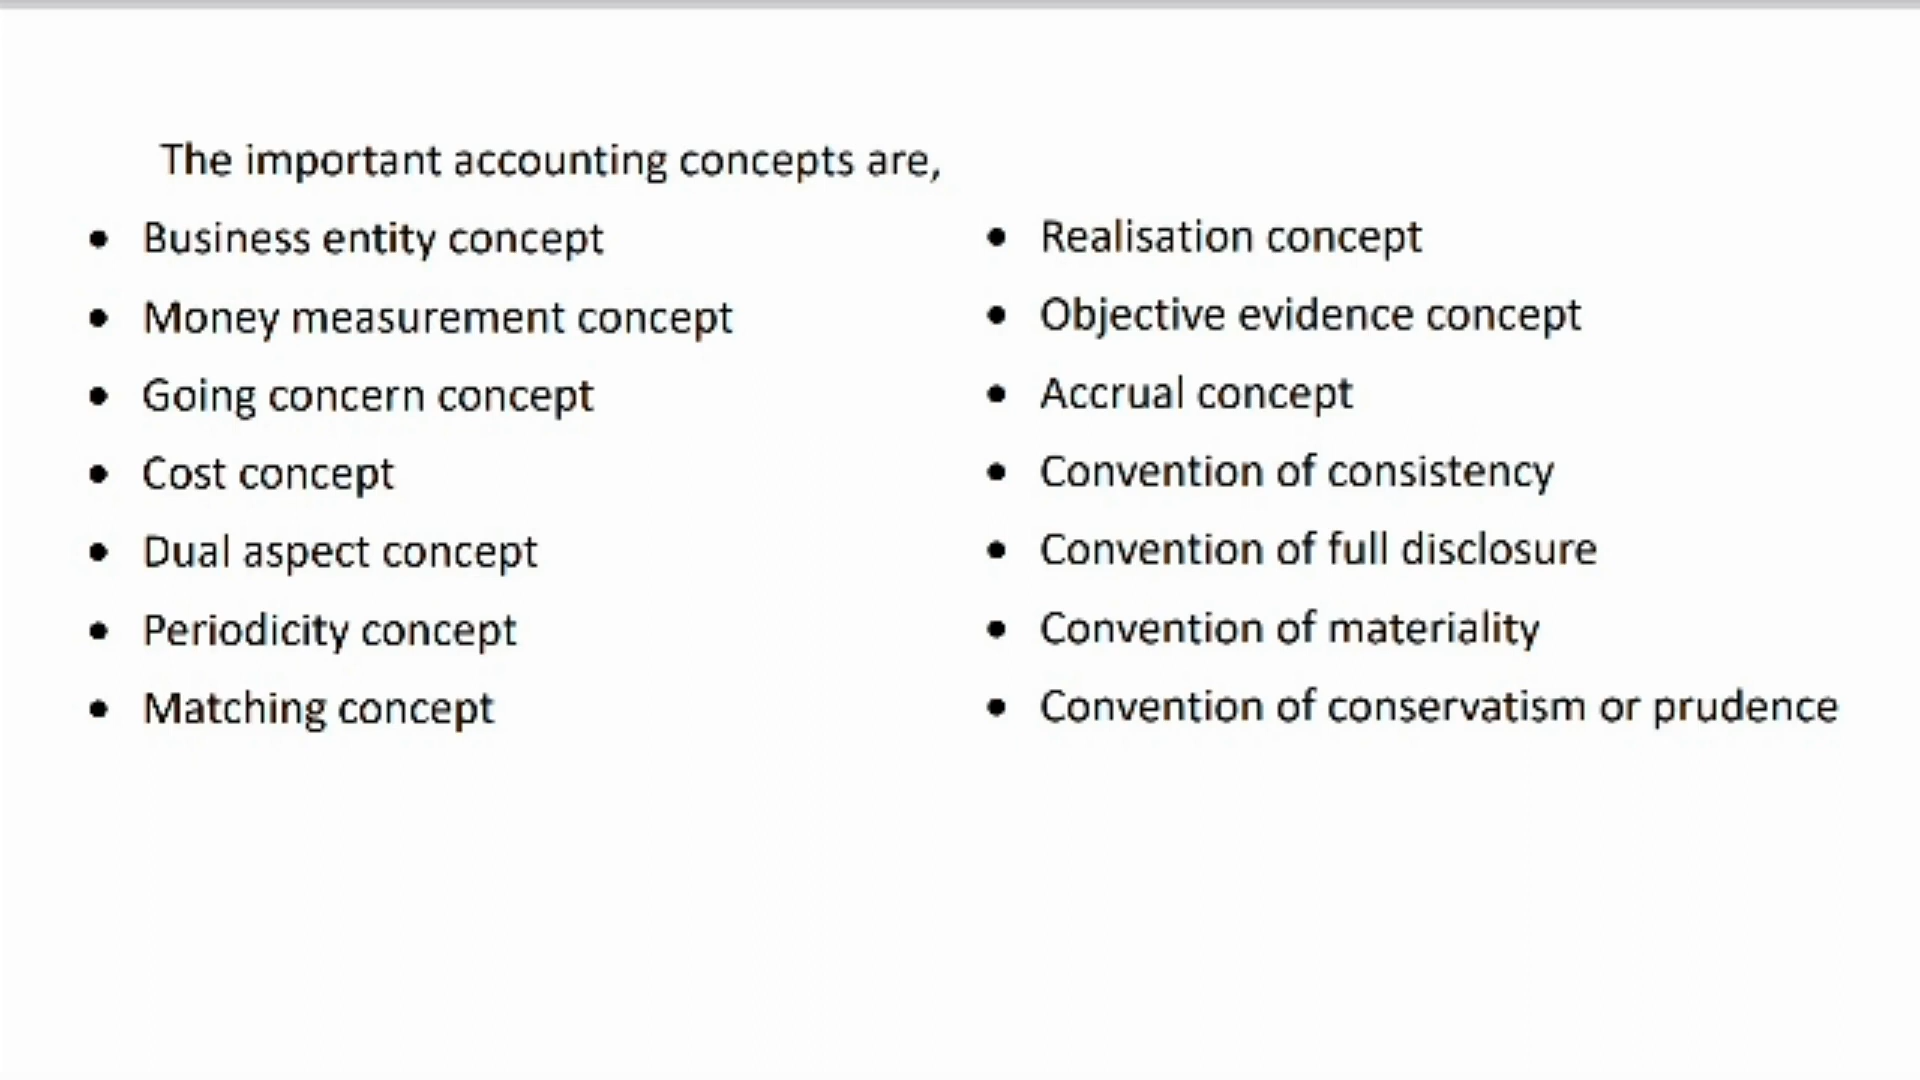 The important accounting concepts are,
• Business entity concept
• Money measurement concept
• Going concern concept
• Cost concept
• Dual aspect concept
• Periodicity concept
• Matching concept
• Realisation concept
• Objective evidence concept
• Accrual concept
• Convention of consistency
• Convention of full disclosure
• Convention of materiality
• Convention of conservatism or prudence